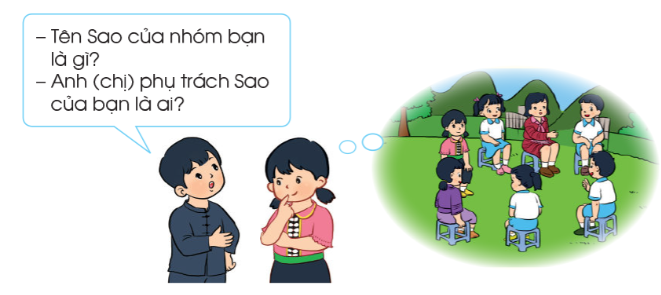 – Tên Sao của nhóm bạn
là gì?
– Anh (chị) phụ trách Sao
của bạn là ai?